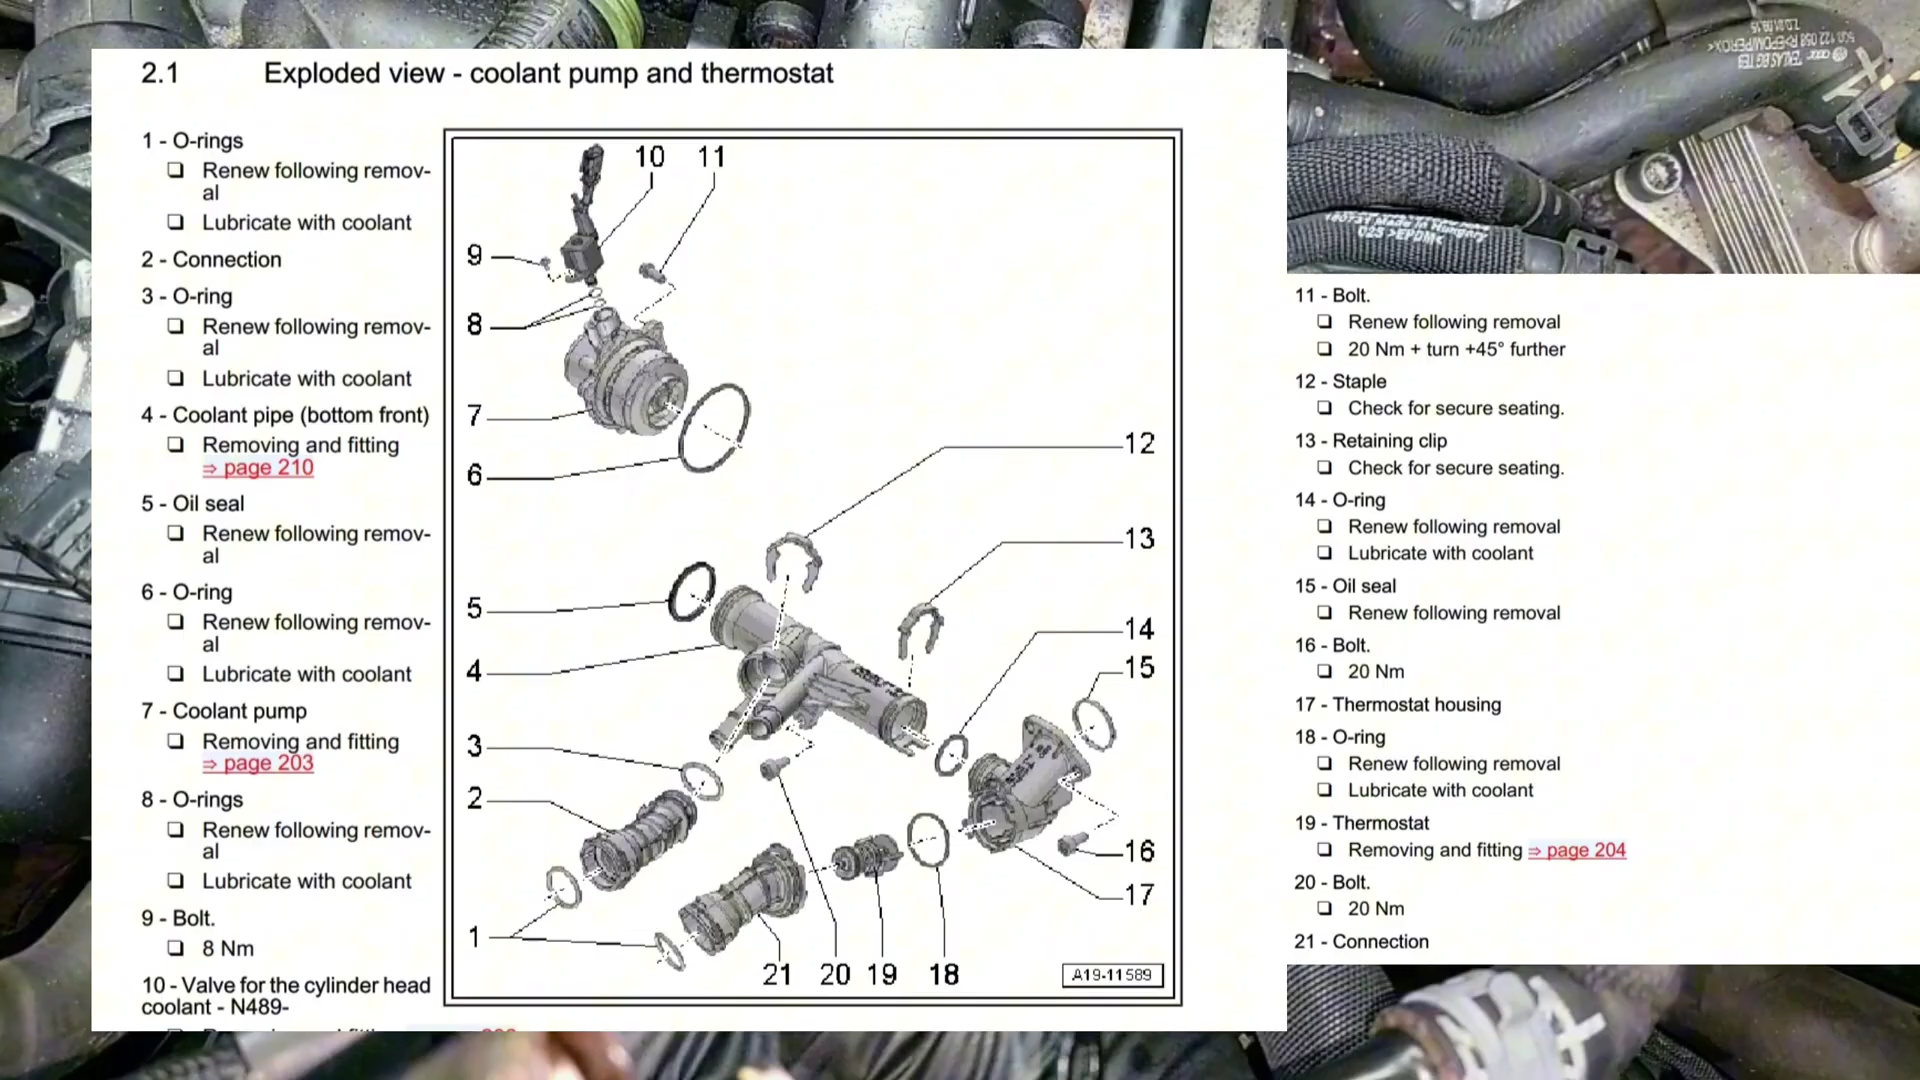 2.1 Exploded view - coolant pump and thermostat
1 - O-rings
❑ Renew following remov-
al
❑ Lubricate with coolant
2 - Connection
3 - O-ring
❑ Renew following remov-
al
❑ Lubricate with coolant
4 - Coolant pipe (bottom front)
❑ Removing and fitting
⇒ page 210
5 - Oil seal
❑ Renew following remov-
al
6 - O-ring
❑ Renew following remov-
al
❑ Lubricate with coolant
7 - Coolant pump
❑ Removing and fitting
⇒ page 203
8 - O-rings
❑ Renew following remov-
al
❑ Lubricate with coolant
9 - Bolt.
❑ 8 Nm
10 - Valve for the cylinder head
coolant - N489-
10 11
9
8
7
6
12
13
5
14
4
15
3
2
16
17
1
21 20 19 18
A19-11589
11 - Bolt.
❑ Renew following removal
❑ 20 Nm + turn +45° further
12 - Staple
❑ Check for secure seating.
13 - Retaining clip
❑ Check for secure seating.
14 - O-ring
❑ Renew following removal
❑ Lubricate with coolant
15 - Oil seal
❑ Renew following removal
16 - Bolt.
❑ 20 Nm
17 - Thermostat housing
18 - O-ring
❑ Renew following removal
❑ Lubricate with coolant
19 - Thermostat
❑ Removing and fitting ⇒ page 204
20 - Bolt.
❑ 20 Nm
21 - Connection
Made in Hungary
025 >EPDM<